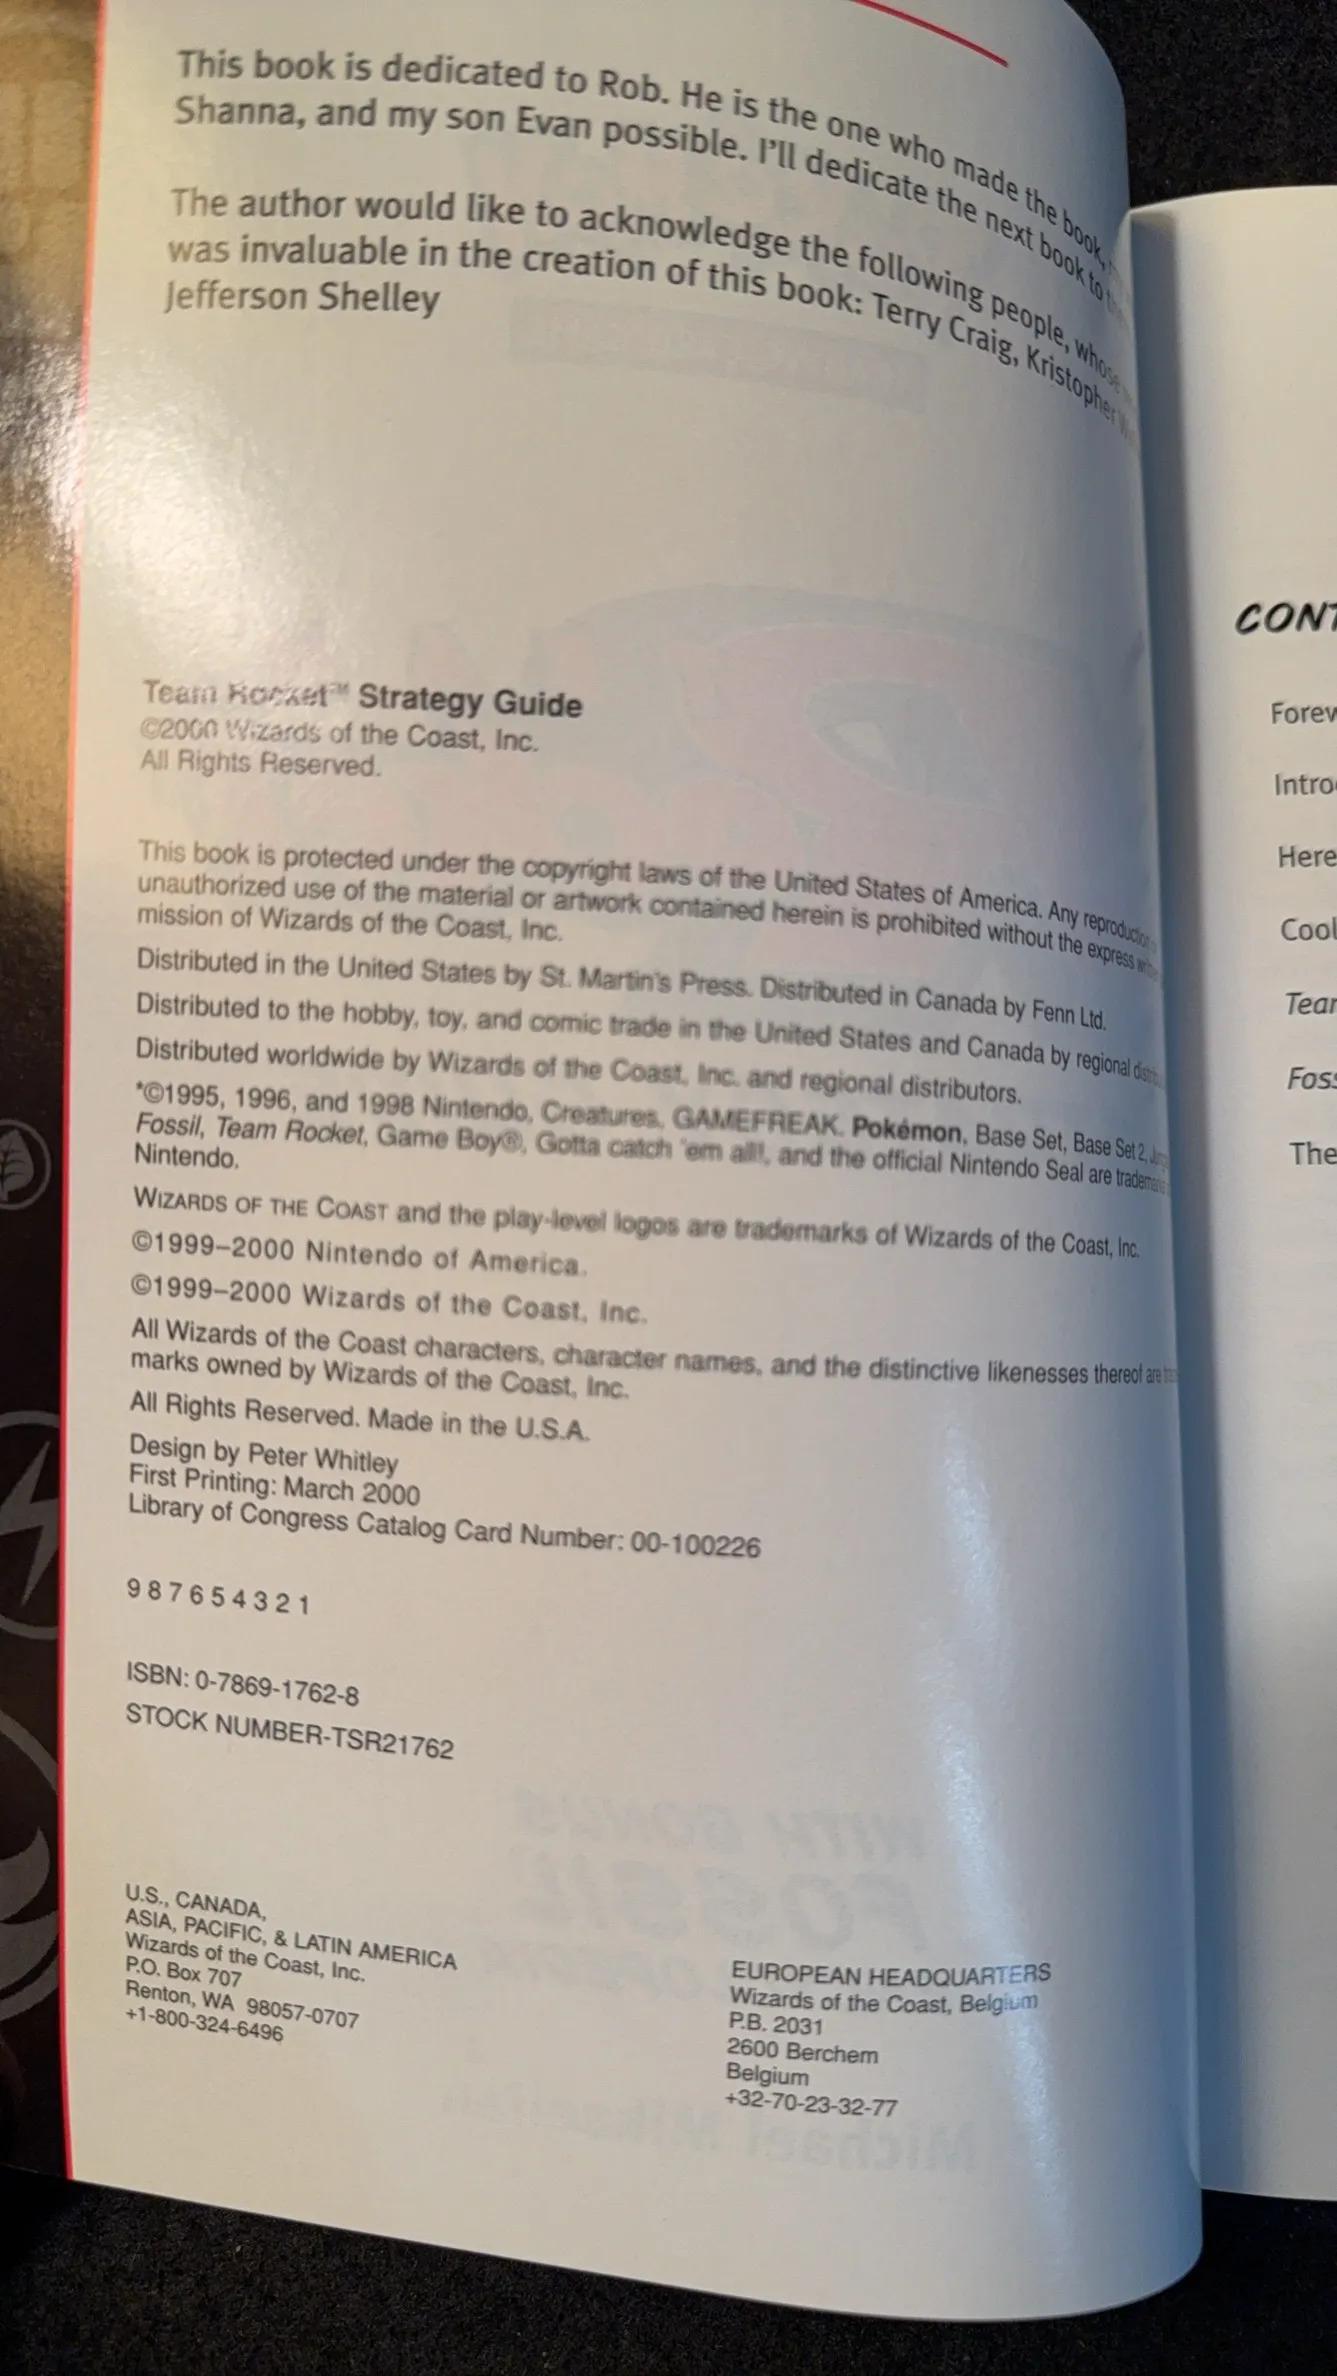 This book is dedicated to Rob. He is the one who made the book,
Shanna, and my son Evan possible. I'll dedicate the next book to
The author would like to acknowledge the following people, whose
was invaluable in the creation of this book: Terry Craig, Kristopher
Jefferson Shelley
Team Rocket™ Strategy Guide
©2000 Wizards of the Coast, Inc.
All Rights Reserved.
This book is protected under the copyright laws of the United States of America. Any reproduction
unauthorized use of the material or artwork contained herein is prohibited without the express
mission of Wizards of the Coast, Inc.
Distributed in the United States by St. Martin's Press. Distributed in Canada by Fenn Ltd.
Distributed to the hobby, toy, and comic trade in the United States and Canada by regional
Distributed worldwide by Wizards of the Coast, Inc. and regional distributors.
*©1995, 1996, and 1998 Nintendo, Creatures, GAMEFREAK. Pokémon, Base Set, Base Set 2,
Fossil, Team Rocket, Game Boy®, Gotta catch 'em all!, and the official Nintendo Seal are
Nintendo.
WIZARDS OF THE COAST and the play-level logos are trademarks of Wizards of the Coast, Inc.
©1999–2000 Nintendo of America.
©1999–2000 Wizards of the Coast, Inc.
All Wizards of the Coast characters, character names, and the distinctive likenesses thereof are
marks owned by Wizards of the Coast, Inc.
All Rights Reserved. Made in the U.S.A.
Design by Peter Whitley
First Printing: March 2000
Library of Congress Catalog Card Number: 00-100226
9 8 7 6 5 4 3 2 1
ISBN: 0-7869-1762-8
STOCK NUMBER-TSR21762
U.S., CANADA,
ASIA, PACIFIC, & LATIN AMERICA
Wizards of the Coast, Inc.
P.O. Box 707
Renton, WA 98057-0707
+1-800-324-6496
EUROPEAN HEADQUARTERS
Wizards of the Coast, Belgium
P.B. 2031
2600 Berchem
Belgium
+32-70-23-32-77
CONT
Forew
Intro
Here
Cool
Tear
Foss
The